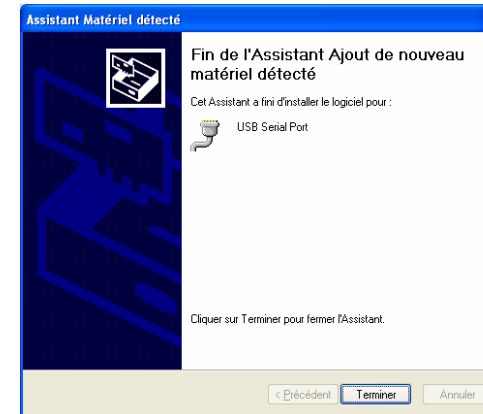 Assistant Matériel détecté
Fin de l'Assistant Ajout de nouveau
matériel détecté
Cet Assistant a fini d'installer le logiciel pour :
USB Serial Port
Cliquer sur Terminer pour fermer l'Assistant.
< Précédent Terminer Annuler